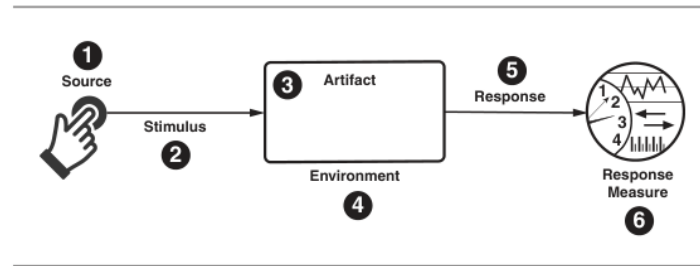 1
Source
Stimulus
2
3
Artifact
Environment
4
5
Response
1
2
3
4
Response
Measure
6